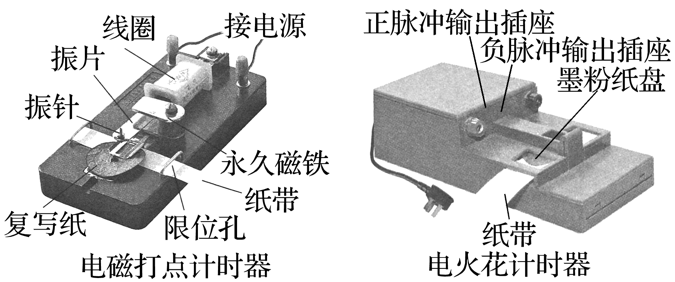 线圈
接电源
振片
振针
永久磁铁
纸带
复写纸
限位孔
电磁打点计时器
正脉冲输出插座
负脉冲输出插座
墨粉纸盘
纸带
电火花计时器